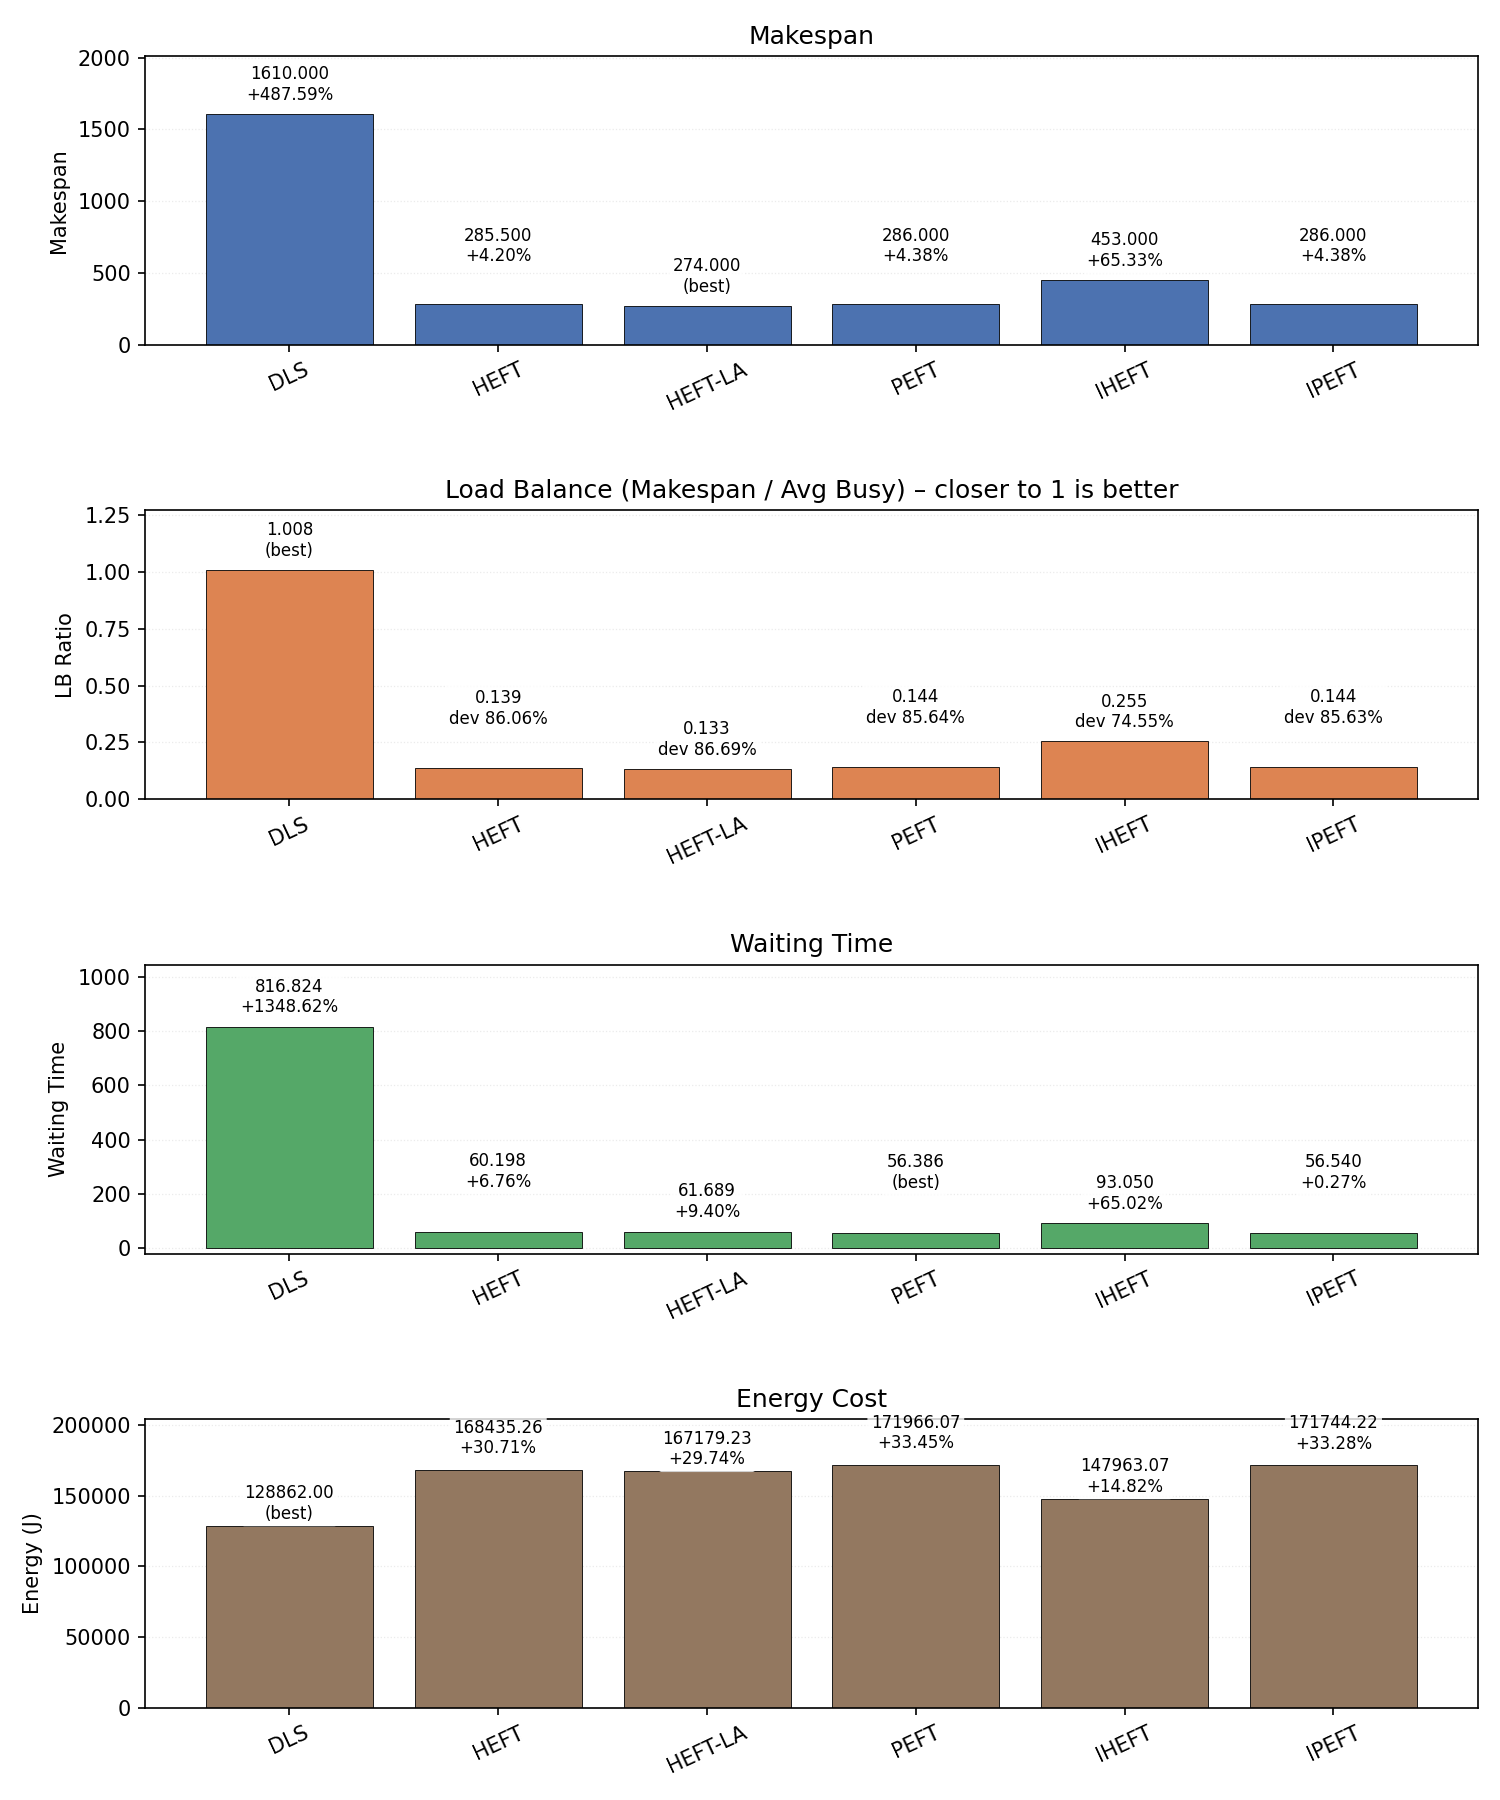 Makespan
2000
1500
1000
500
0
Makespan
1610.000
+487.59%
285.500
+4.20%
274.000
(best)
286.000
+4.38%
453.000
+65.33%
286.000
+4.38%
DLS
HEFT
HEFT-LA
PEFT
IHEFT
IPEFT
Load Balance (Makespan / Avg Busy) – closer to 1 is better
1.25
1.00
0.75
0.50
0.25
0.00
LB Ratio
1.008
(best)
0.139
dev 86.06%
0.133
dev 86.69%
0.144
dev 85.64%
0.255
dev 74.55%
0.144
dev 85.63%
DLS
HEFT
HEFT-LA
PEFT
IHEFT
IPEFT
Waiting Time
1000
800
600
400
200
0
Waiting Time
816.824
+1348.62%
60.198
+6.76%
61.689
+9.40%
56.386
(best)
93.050
+65.02%
56.540
+0.27%
DLS
HEFT
HEFT-LA
PEFT
IHEFT
IPEFT
Energy Cost
200000
150000
100000
50000
0
Energy (J)
128862.00
(best)
168435.26
+30.71%
167179.23
+29.74%
171966.07
+33.45%
147963.07
+14.82%
171744.22
+33.28%
DLS
HEFT
HEFT-LA
PEFT
IHEFT
IPEFT